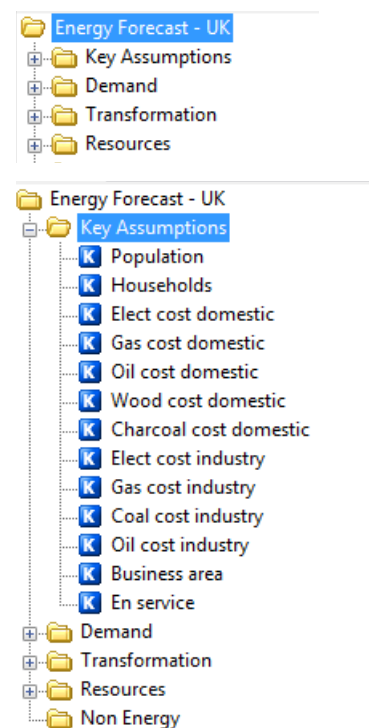 Energy Forecast - UK
Key Assumptions
Demand
Transformation
Resources
Energy Forecast - UK
Key Assumptions
K Population
K Households
K Elect cost domestic
K Gas cost domestic
K Oil cost domestic
K Wood cost domestic
K Charcoal cost domestic
K Elect cost industry
K Gas cost industry
K Coal cost industry
K Oil cost industry
K Business area
K En service
Demand
Transformation
Resources
Non Energy